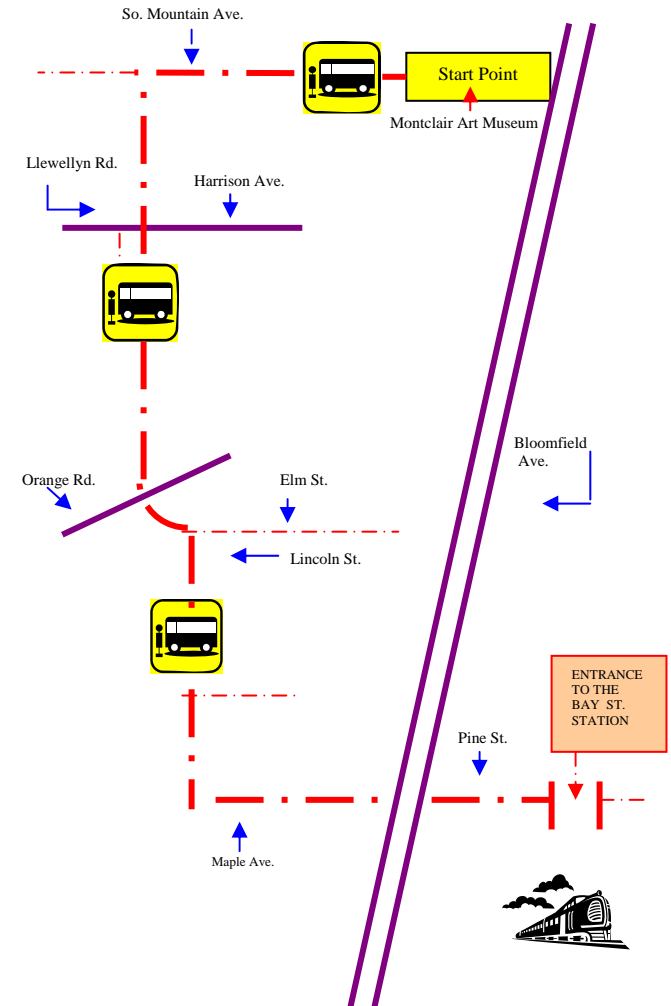 So. Mountain Ave.
Start Point
Montclair Art Museum
Llewellyn Rd.
Harrison Ave.
Bloomfield
Ave.
Orange Rd.
Elm St.
Lincoln St.
ENTRANCE
TO THE
BAY ST.
STATION
Pine St.
Maple Ave.